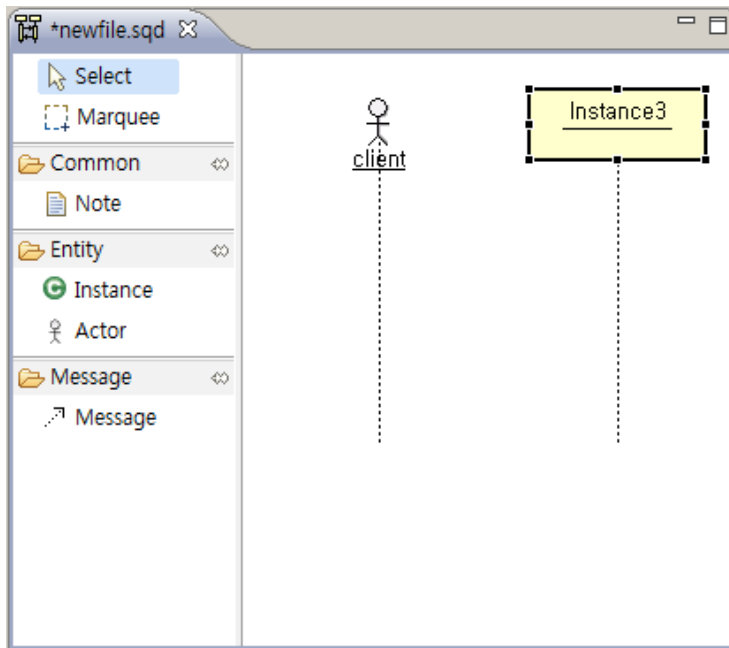 *newfile.sqd
Select
Marquee
Common
Note
Entity
Instance
Actor
Message
Message
client
Instance3